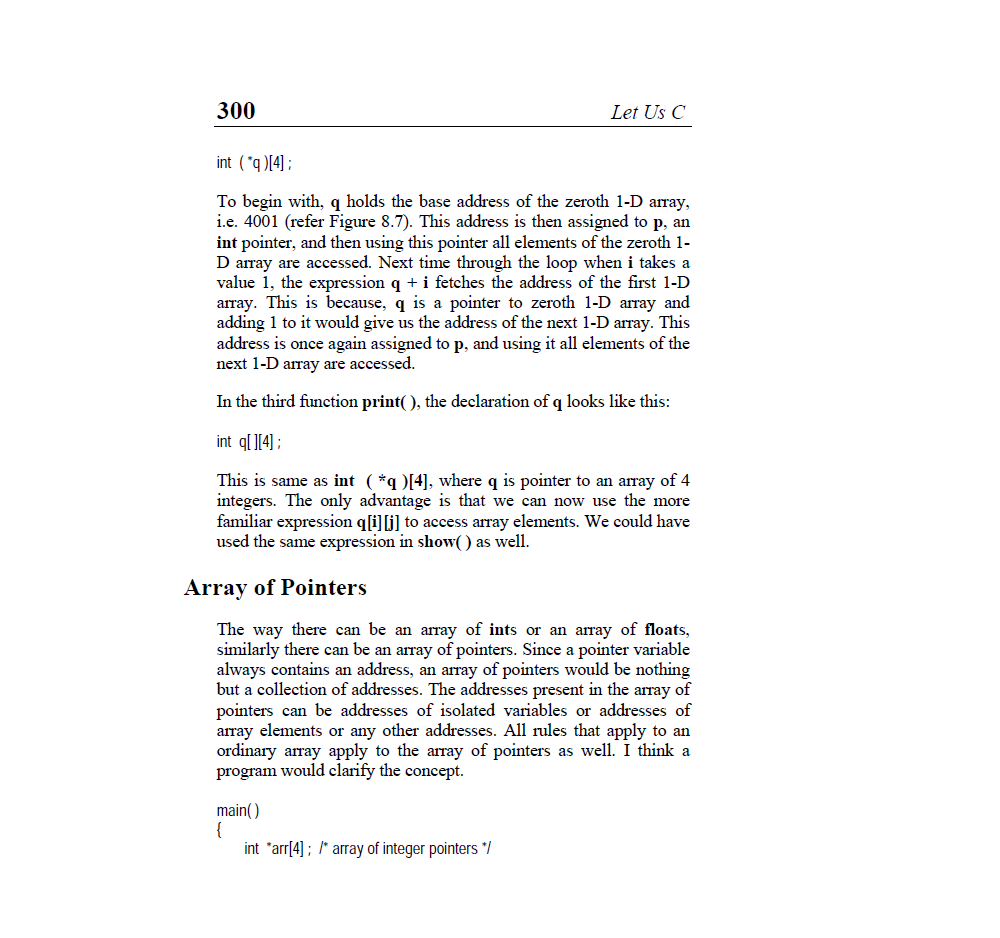 300 Let Us C
int ( *q )[4] ;
To begin with, q holds the base address of the zeroth 1-D array,
i.e. 4001 (refer Figure 8.7). This address is then assigned to p, an
int pointer, and then using this pointer all elements of the zeroth 1-
D array are accessed. Next time through the loop when i takes a
value 1, the expression q + i fetches the address of the first 1-D
array. This is because, q is a pointer to zeroth 1-D array and
adding 1 to it would give us the address of the next 1-D array. This
address is once again assigned to p, and using it all elements of the
next 1-D array are accessed.
In the third function print( ), the declaration of q looks like this:
int q[ ][4] ;
This is same as int ( *q )[4], where q is pointer to an array of 4
integers. The only advantage is that we can now use the more
familiar expression q[i][j] to access array elements. We could have
used the same expression in show( ) as well.
Array of Pointers
The way there can be an array of ints or an array of floats,
similarly there can be an array of pointers. Since a pointer variable
always contains an address, an array of pointers would be nothing
but a collection of addresses. The addresses present in the array of
pointers can be addresses of isolated variables or addresses of
array elements or any other addresses. All rules that apply to an
ordinary array apply to the array of pointers as well. I think a
program would clarify the concept.
main( )
{
int *arr[4] ; /* array of integer pointers */